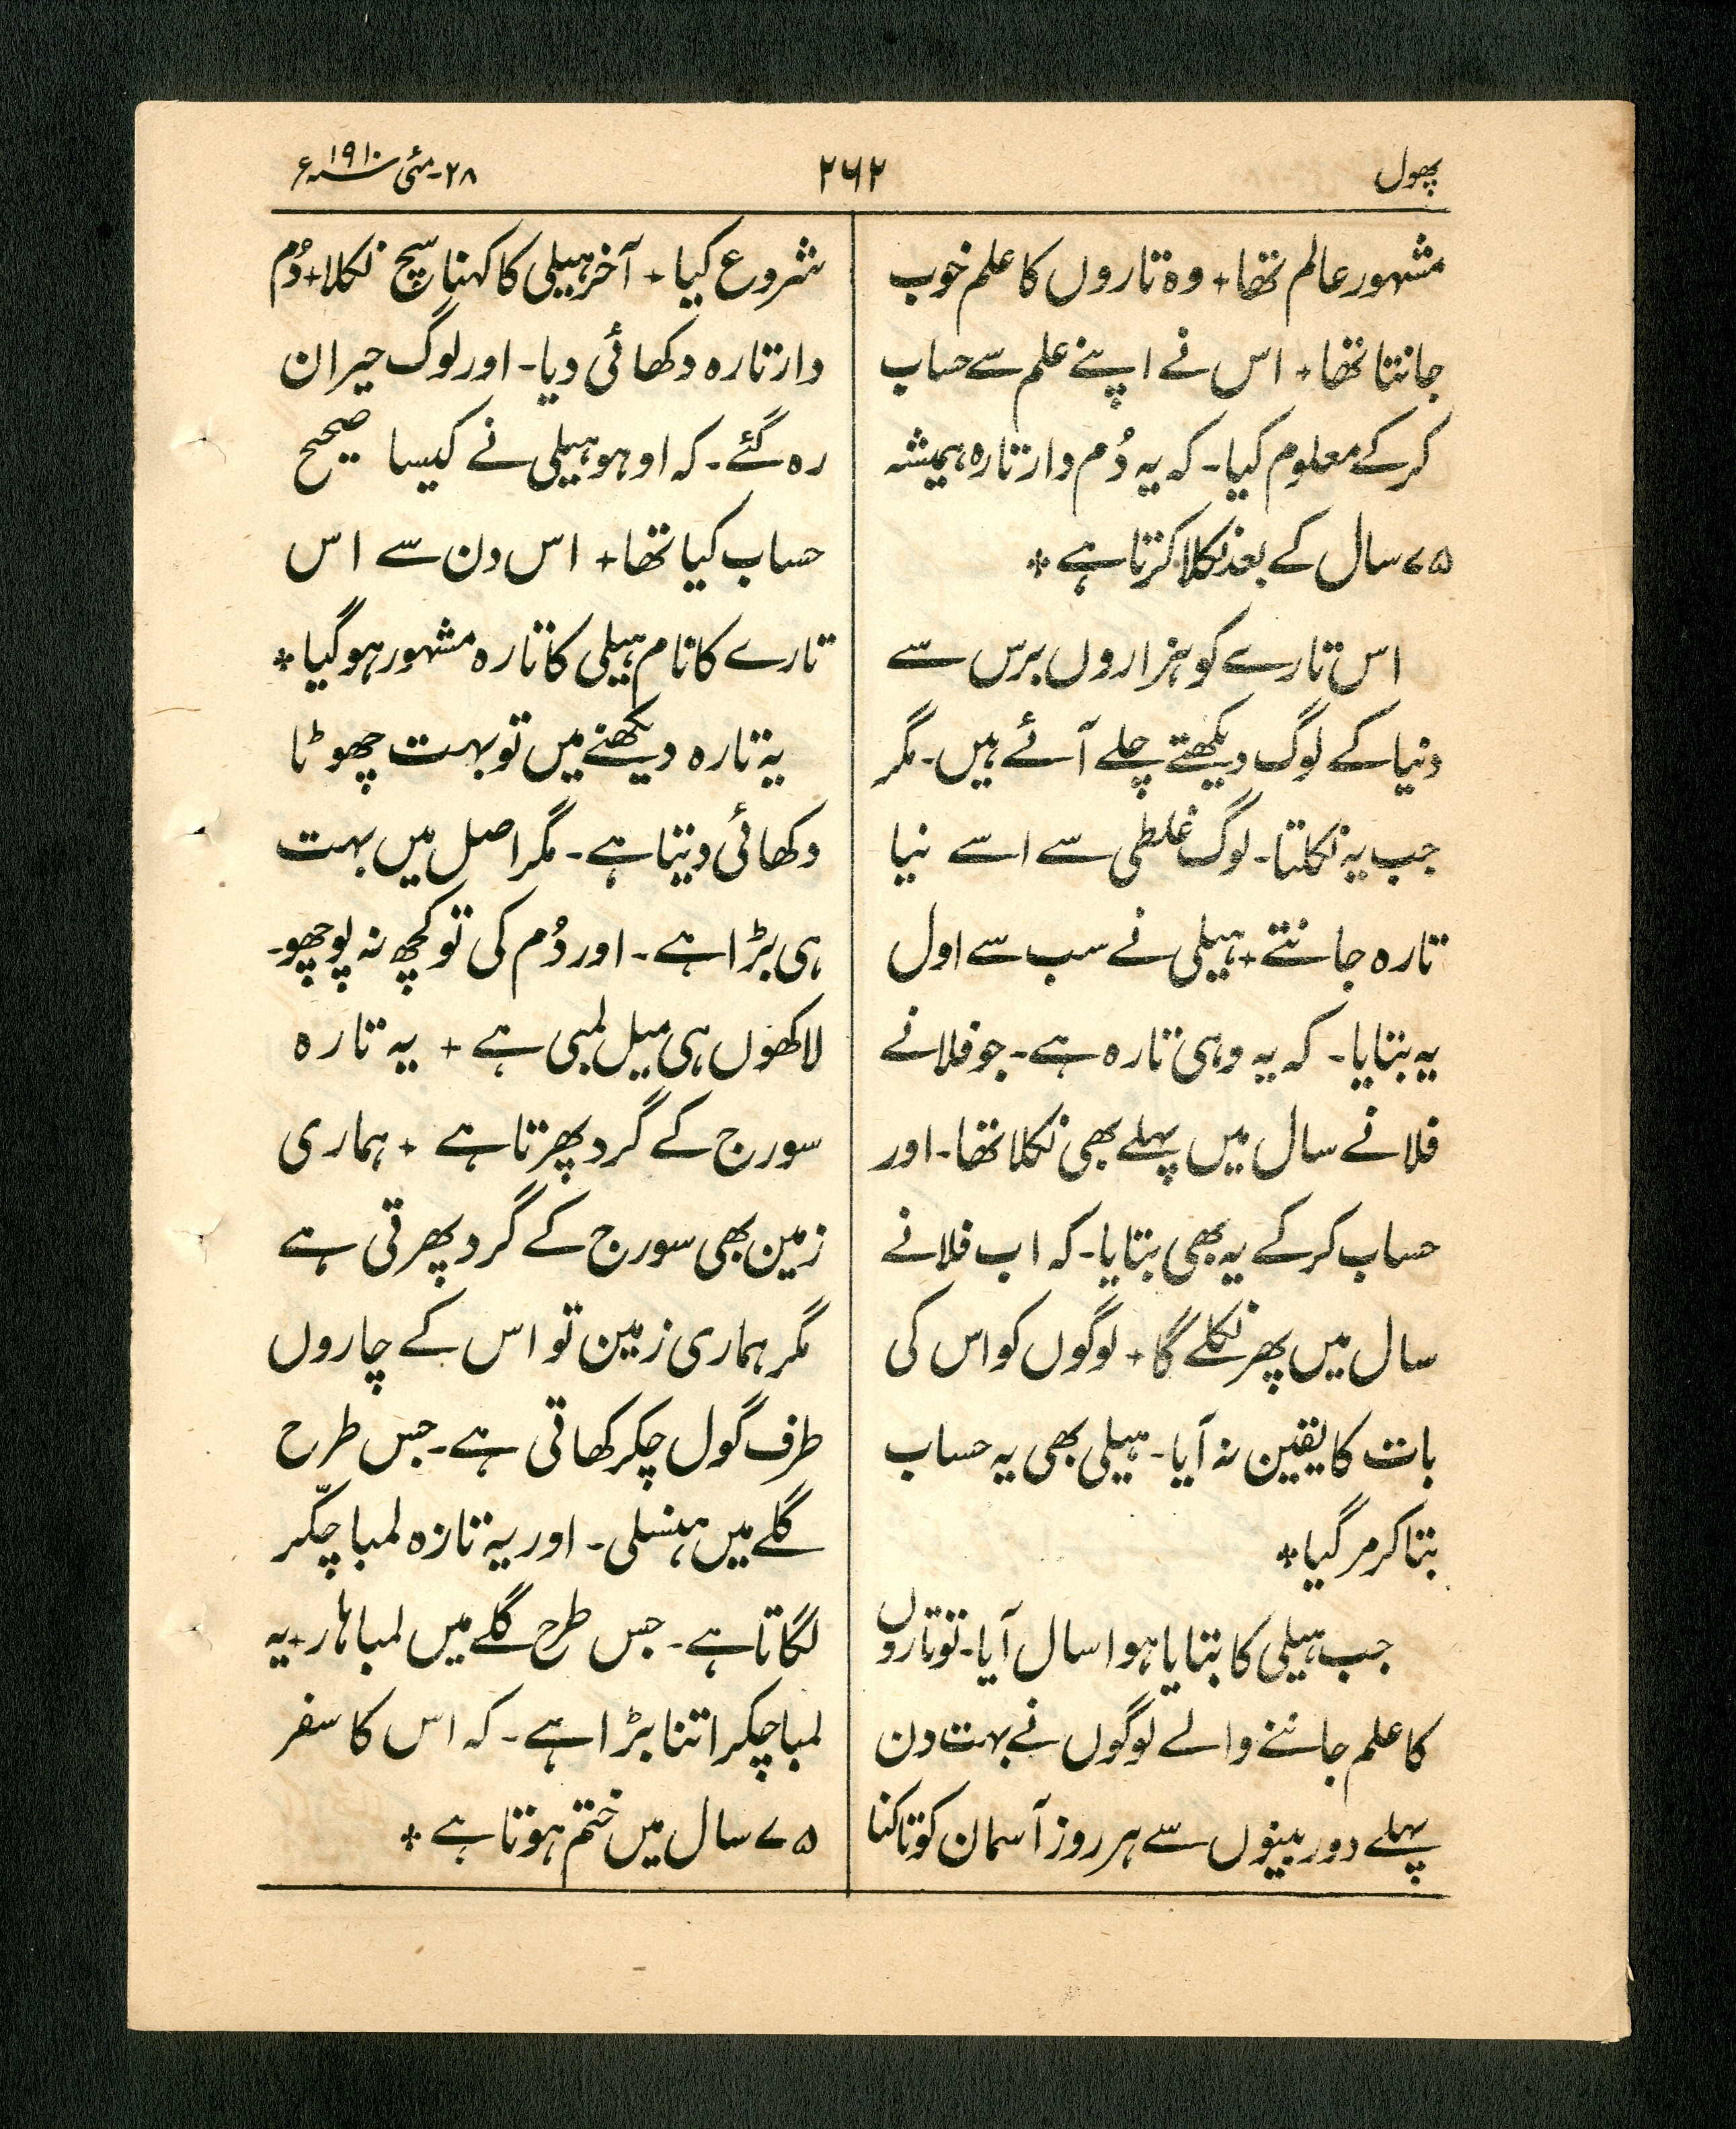 پھول
۲۶۲
۲۸-مئی سنہ ۱۹۱۰ء
مشہور عالم تھا+ وہ تاروں کا علم خوب
جانتا تھا+ اس نے اپنے علم سے حساب
کرکے معلوم کیا۔ کہ یہ دُم دار تارہ ہمیشہ
۷۵ سال کے بعد نکلا کرتا ہے *
اس تارے کو ہزاروں برس سے
دنیا کے لوگ دیکھتے چلے آئے ہیں۔ مگر
جب یہ نکلتا۔ لوگ غلطی سے اسے نیا
تارہ جانتے+ ہیلی نے سب سے اول
یہ بتایا۔ کہ یہ وہی تارہ ہے۔ جو فلانے
فلانے سال میں پہلے بھی نکلا تھا۔ اور
حساب کرکے یہ بھی بتایا۔ کہ اب فلانے
سال میں پھر نکلے گا+ لوگوں کو اس کی
بات کا یقین نہ آیا۔ ہیلی بھی یہ حساب
بتا کر مر گیا*
جب ہیلی کا بتایا ہوا سال آیا۔ تو تاروں
کا علم جاننے والے لوگوں نے بہت دن
پہلے دوربینوں سے ہر روز آسمان کو تاکنا
شروع کیا+ آخر ہیلی کا کہنا سچ نکلا+ دُم
دار تارہ دکھائی دیا۔ اور لوگ حیران
رہ گئے۔ کہ اوہو ہیلی نے کیسا صحیح
حساب کیا تھا+ اس دن سے اس
تارے کا نام ہیلی کا تارہ مشہور ہو گیا*
یہ تارہ دیکھنے میں تو بہت چھوٹا
دکھائی دیتا ہے۔ مگر اصل میں بہت
ہی بڑا ہے۔ اور دُم کی تو کچھ نہ پوچھو۔
لاکھوں ہی میل لمبی ہے + یہ تارہ
سورج کے گرد پھرتا ہے + ہماری
زمین بھی سورج کے گرد پھرتی ہے
مگر ہماری زمین تو اس کے چاروں
طرف گول چکر کھاتی ہے۔ جس طرح
گلے میں ہنسلی۔ اور یہ تازہ لمبا چکّر
لگاتا ہے۔ جس طرح گلے میں لمبا ہار+ یہ
لمبا چکر اتنا بڑا ہے۔ کہ اس کا سفر
۷۵ سال میں ختم ہوتا ہے *